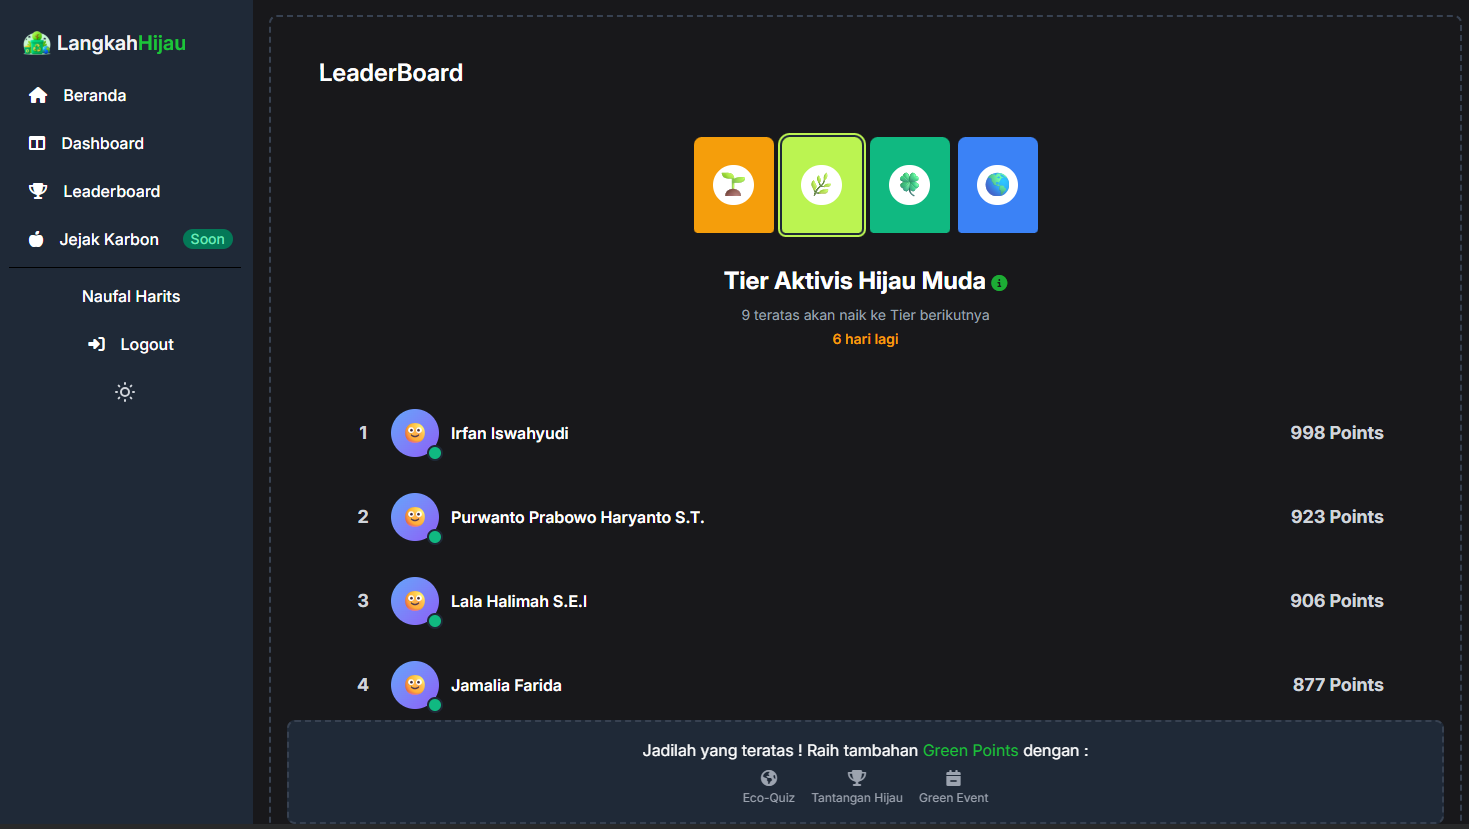 LangkahHijau
Beranda
Dashboard
Leaderboard
Jejak Karbon Soon
Naufal Harits
Logout
LeaderBoard
Tier Aktivis Hijau Muda
9 teratas akan naik ke Tier berikutnya
6 hari lagi
1 Irfan Iswahyudi 998 Points
2 Purwanto Prabowo Haryanto S.T. 923 Points
3 Lala Halimah S.E.I 906 Points
4 Jamalia Farida 877 Points
Jadilah yang teratas ! Raih tambahan Green Points dengan :
Eco-Quiz Tantangan Hijau Green Event